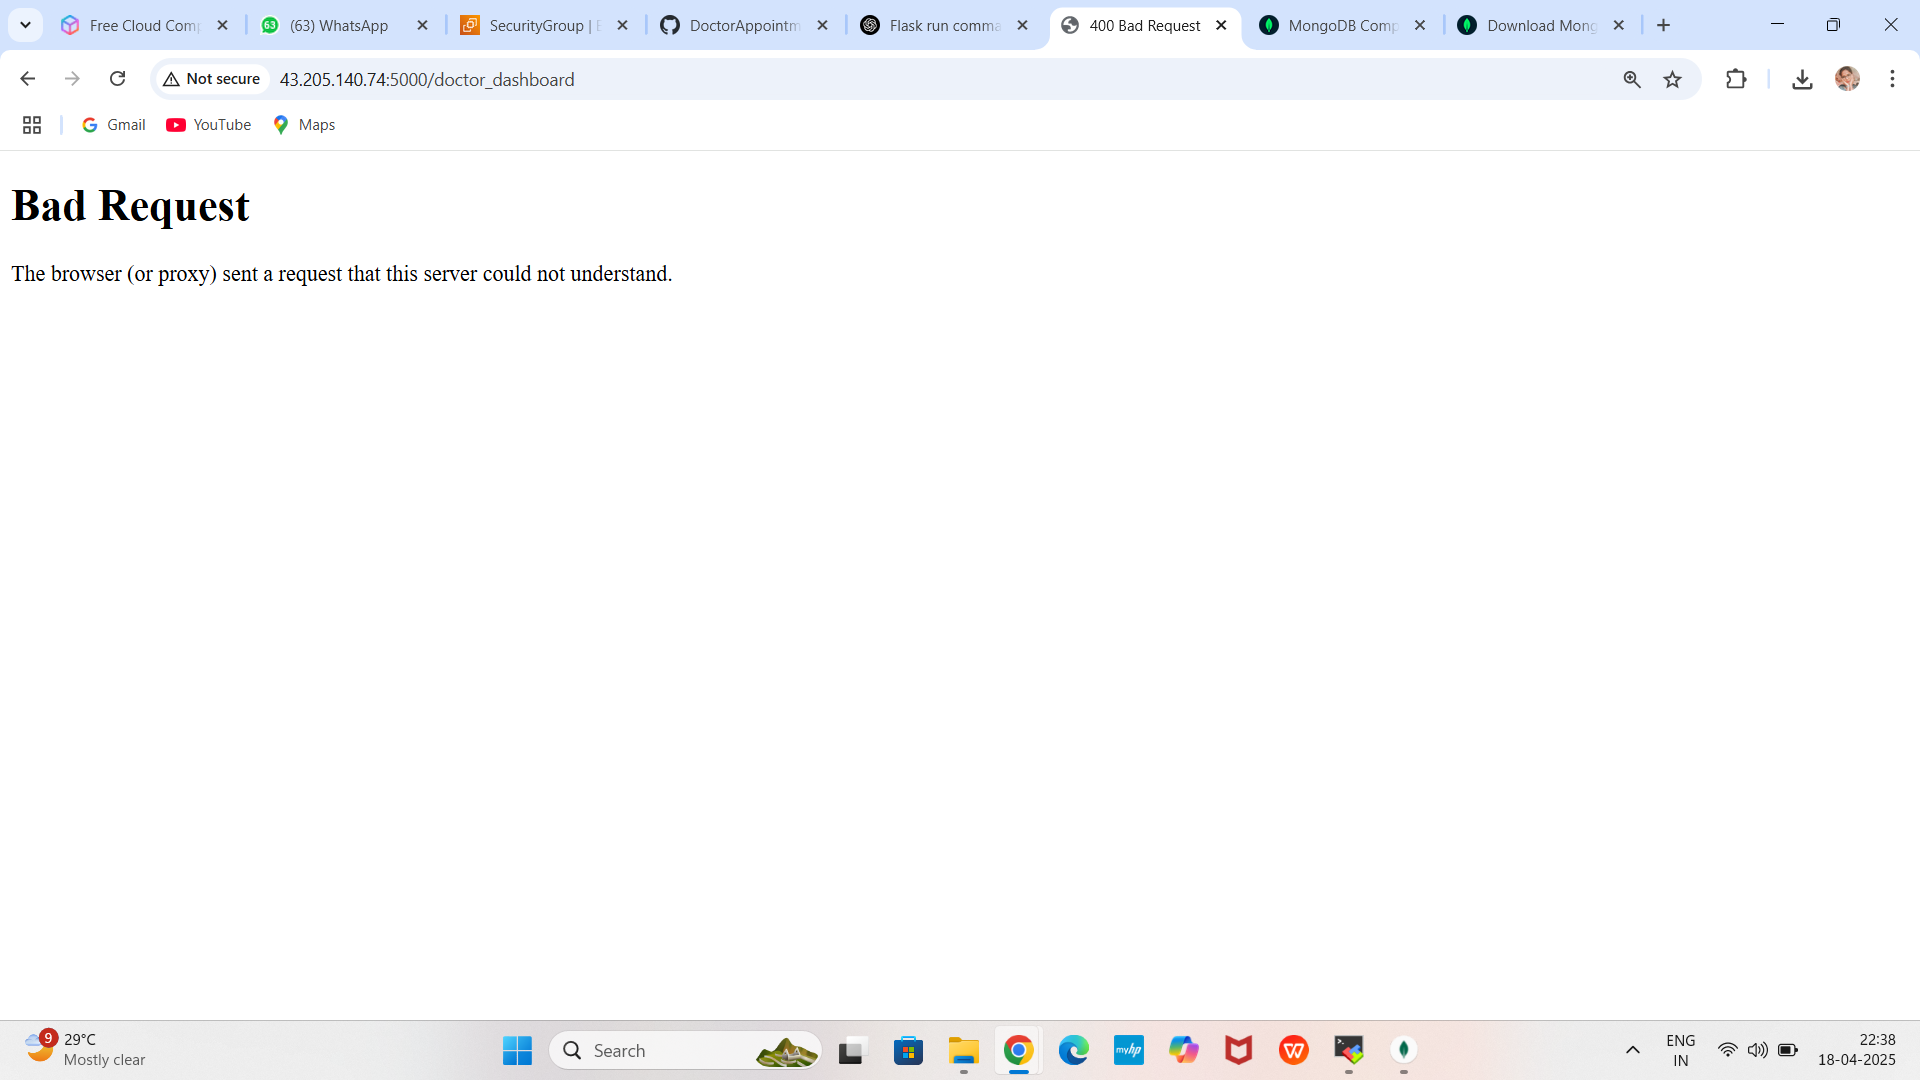 Free Cloud Comp
(63) WhatsApp
SecurityGroup | E
DoctorAppointm
Flask run comma
400 Bad Request
MongoDB Comp
Download Mong
Not secure
43.205.140.74:5000/doctor_dashboard
Gmail
YouTube
Maps
Bad Request
The browser (or proxy) sent a request that this server could not understand.
9
29°C
Mostly clear
Search
myhp
ENG
IN
22:38
18-04-2025